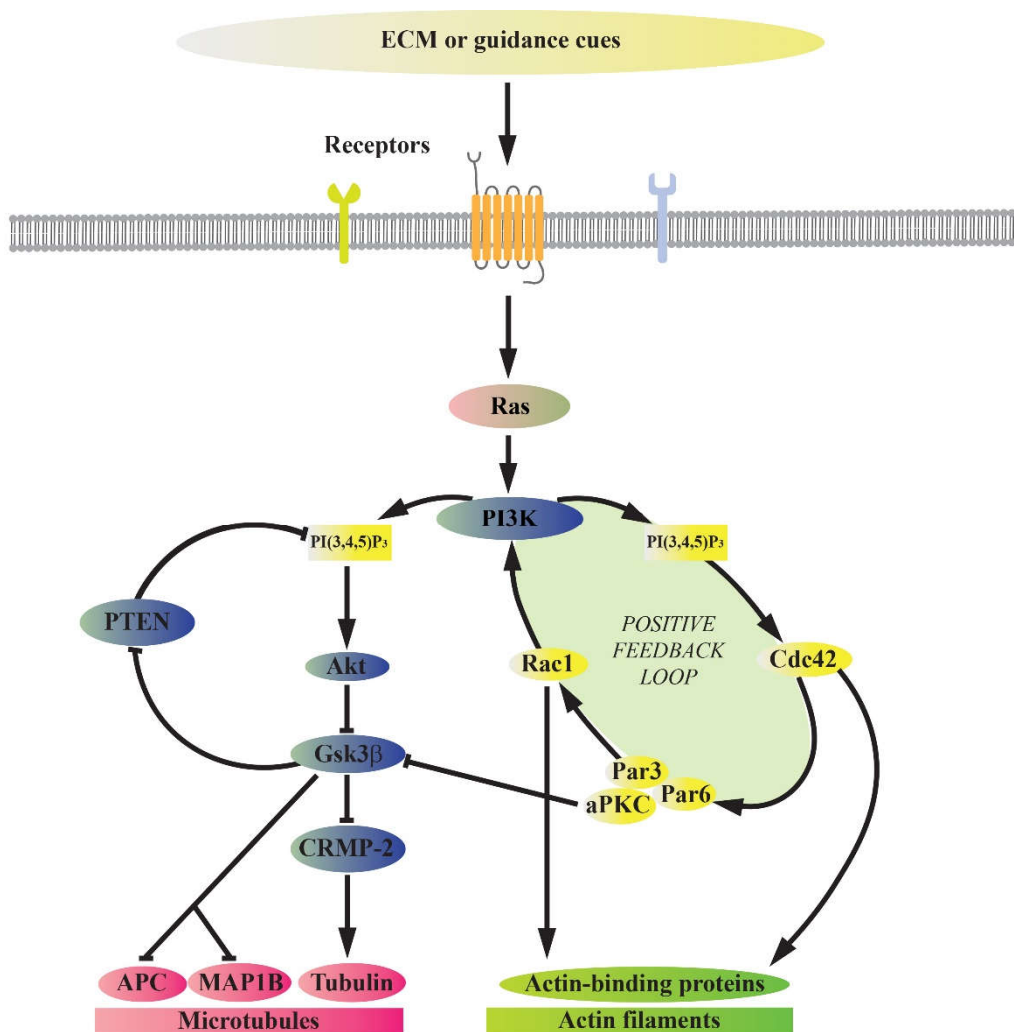 ECM or guidance cues
Receptors
Ras
PI3K
PI(3,4,5)P₃
PI(3,4,5)P₃
PTEN
POSITIVE
FEEDBACK
LOOP
Rac1
Cdc42
Akt
Gsk3β
Par3
Par6
aPKC
CRMP-2
APC
MAP1B
Tubulin
Actin-binding proteins
Microtubules
Actin filaments